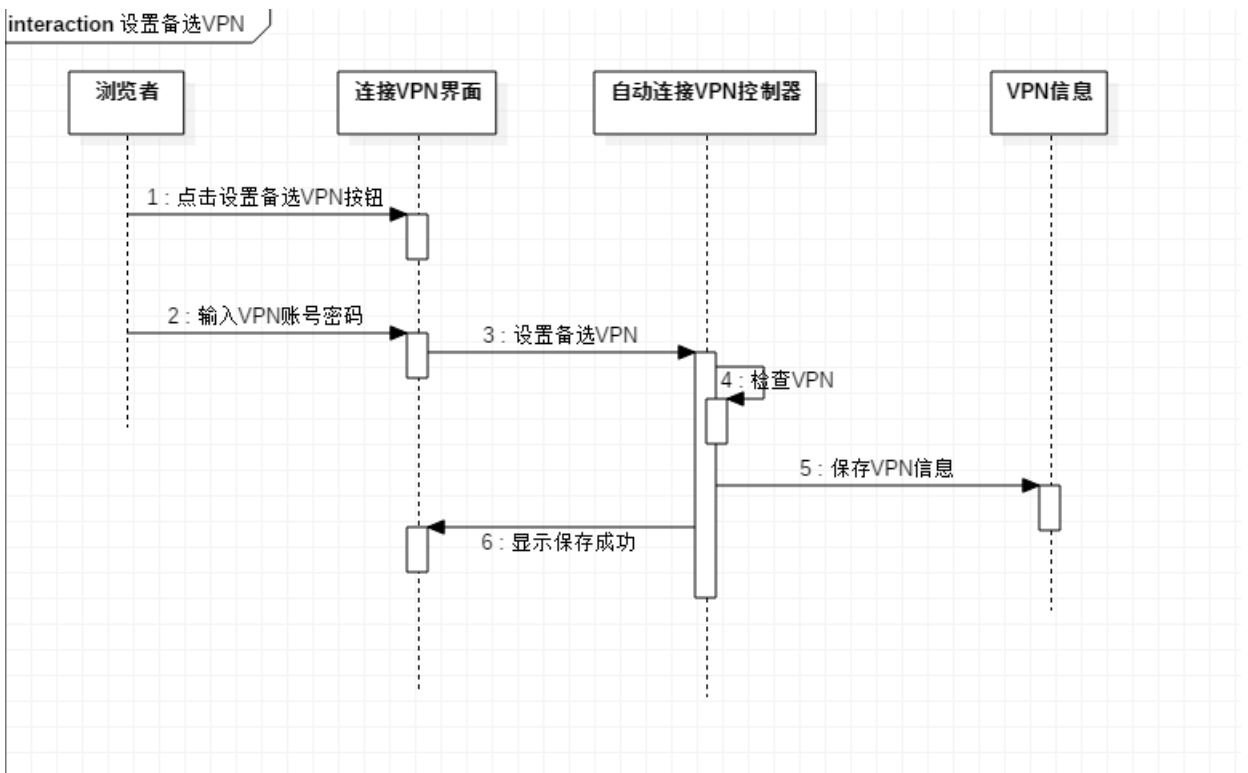 interaction 设置备选VPN
浏览者
连接VPN界面
自动连接VPN控制器
VPN信息
1 : 点击设置备选VPN按钮
2 : 输入VPN账号密码
3 : 设置备选VPN
4 : 检查VPN
5 : 保存VPN信息
6 : 显示保存成功